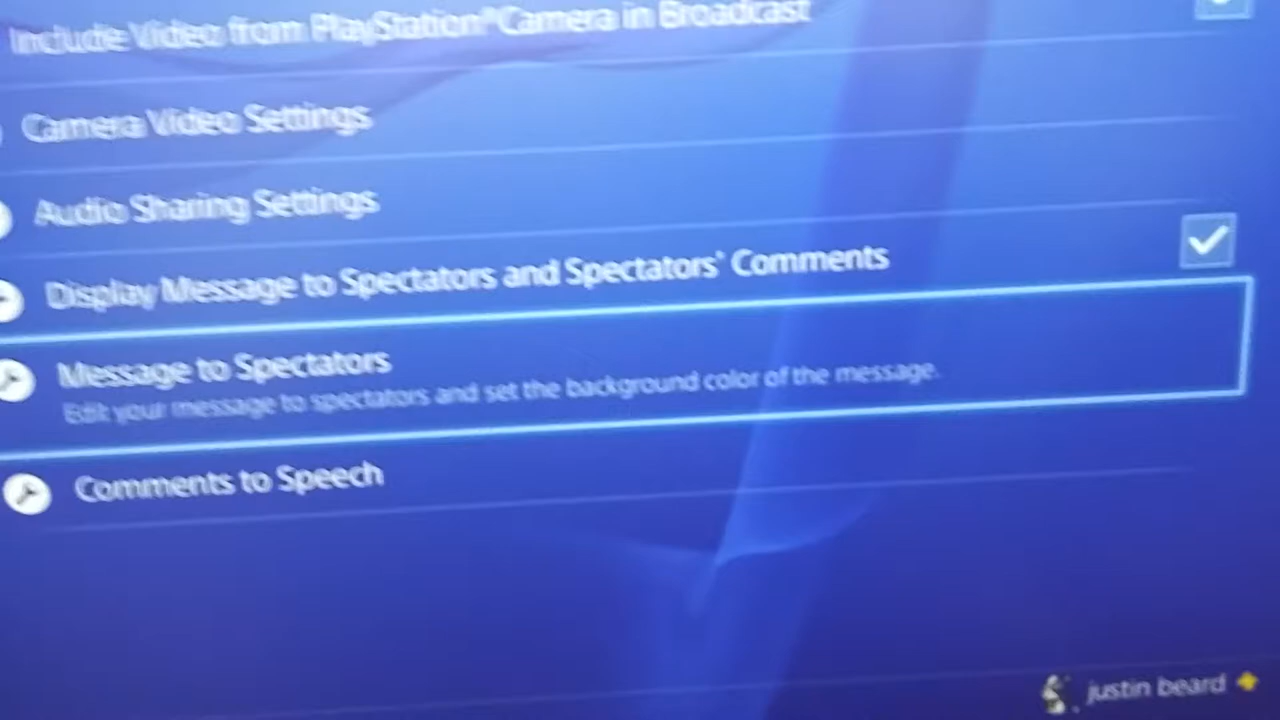 Include Video from PlayStation®Camera in Broadcast
Camera Video Settings
Audio Sharing Settings
Display Message to Spectators and Spectators' Comments
Message to Spectators
Edit your message to spectators and set the background color of the message.
Comments to Speech
justin beard